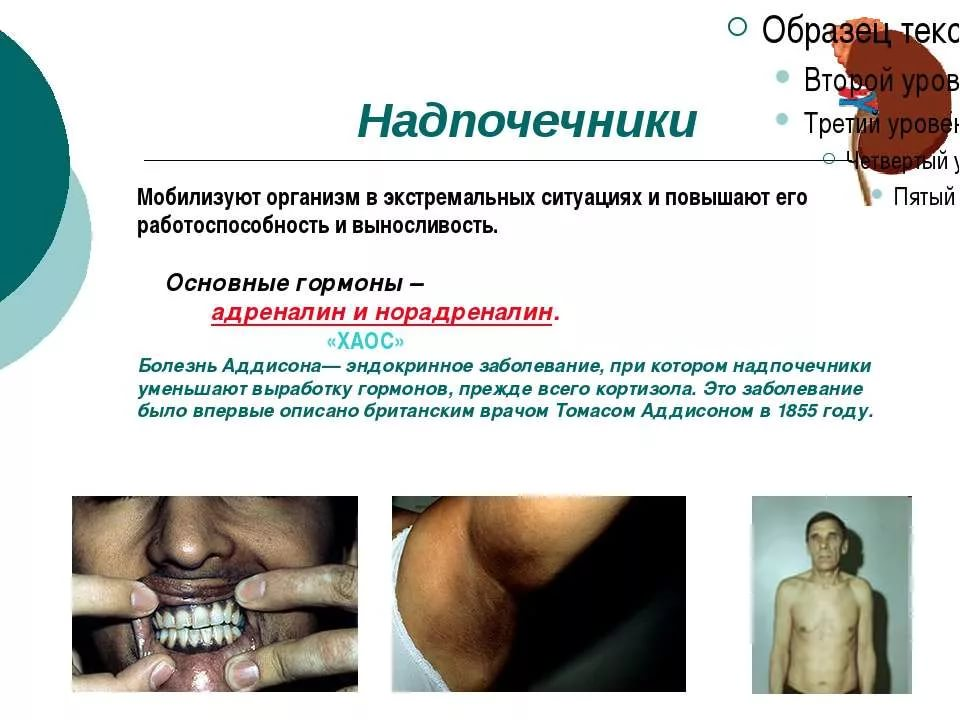 Образец текс
Второй уров
Третий уровен
Четвертый у
Пятый
Надпочечники
Мобилизуют организм в экстремальных ситуациях и повышают его
работоспособность и выносливость.
Основные гормоны –
адреналин и норадреналин.
«ХАОС»
Болезнь Аддисона— эндокринное заболевание, при котором надпочечники
уменьшают выработку гормонов, прежде всего кортизола. Это заболевание
было впервые описано британским врачом Томасом Аддисоном в 1855 году.